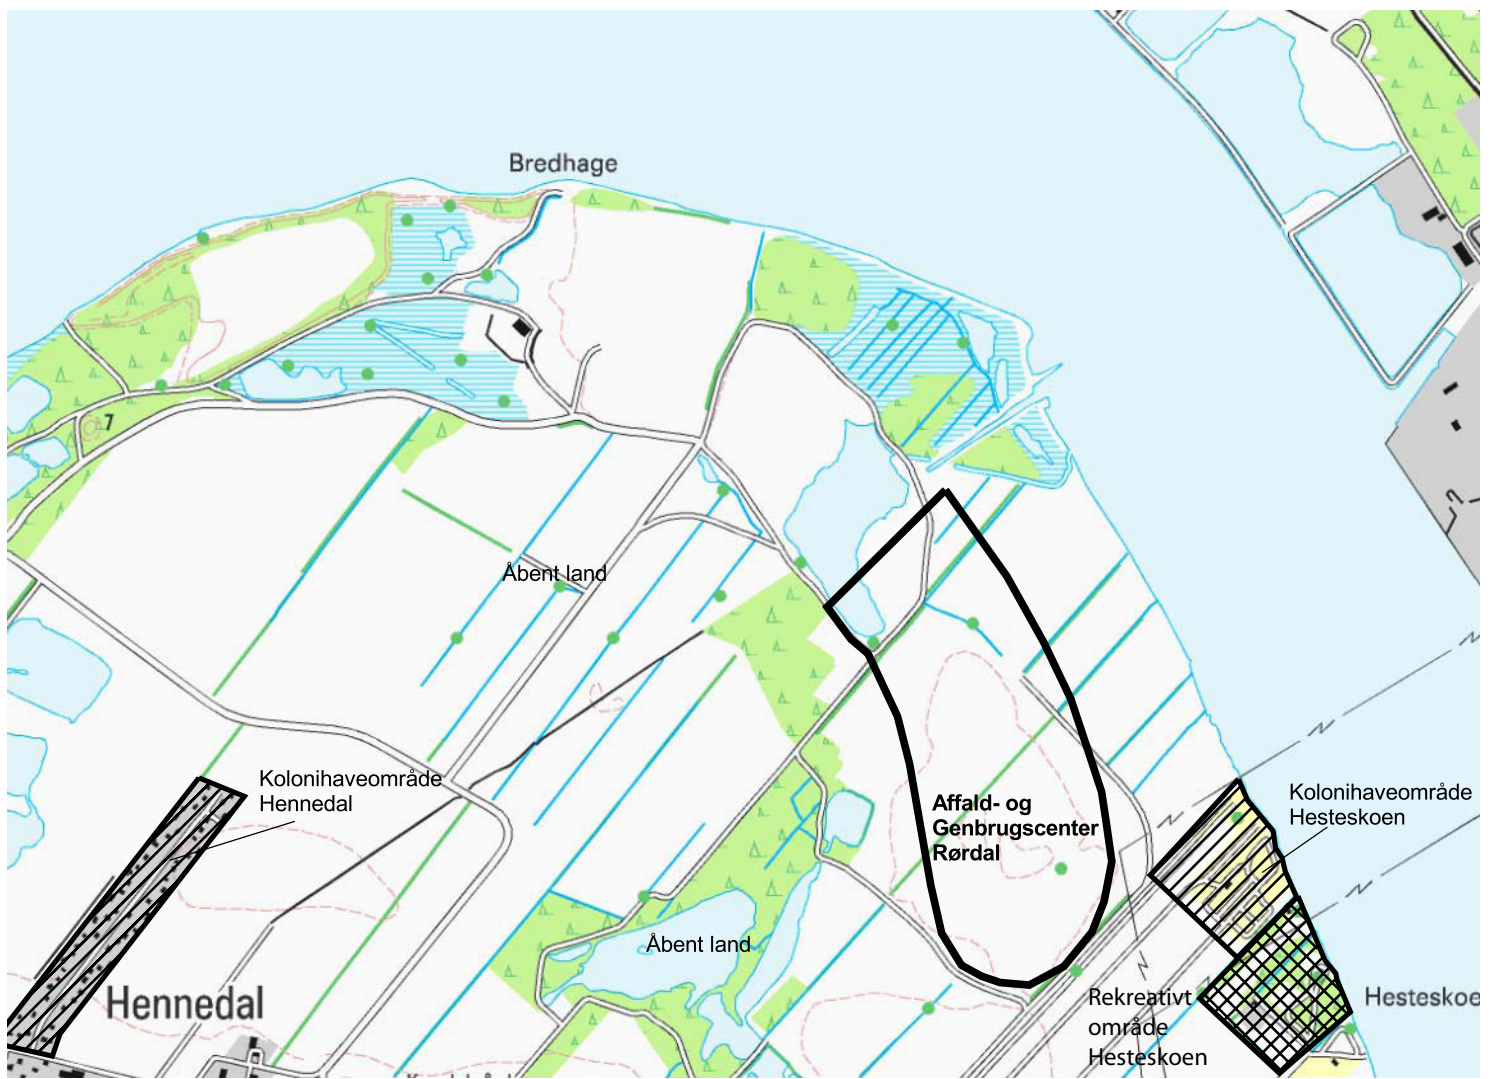 Bredhage
7
Åbent land
Kolonihaveområde
Hennedal
Kolonihaveområde
Hesteskoen
Affald- og
Genbrugscenter
Rørdal
Åbent land
Hennedal
Rekreativt
område
Hesteskoen
Hesteskoe